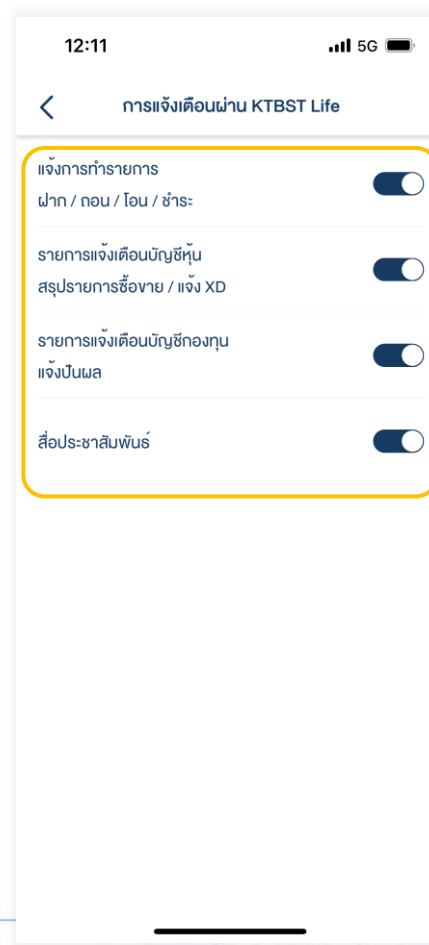 12:11 5G
การแจ้งเตือนผ่าน KTBST Life
แจ้งการทำรายการ
ฝาก / ถอน / โอน / ชำระ
รายการแจ้งเตือนบัญชีหุ้น
สรุปรายการซื้อขาย / แจ้ง XD
รายการแจ้งเตือนบัญชีกองทุน
แจ้งปันผล
สื่อประชาสัมพันธ์